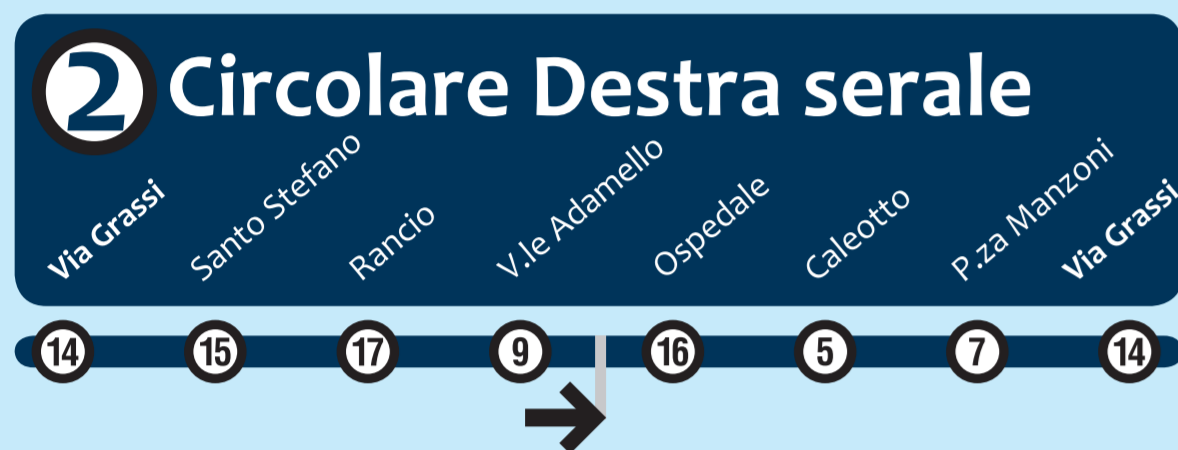 2 Circolare Destra serale
Via Grassi
Santo Stefano
Rancio
V.le Adamello
Ospedale
Caleotto
P.za Manzoni
Via Grassi
14 15 17 9 16 5 7 14